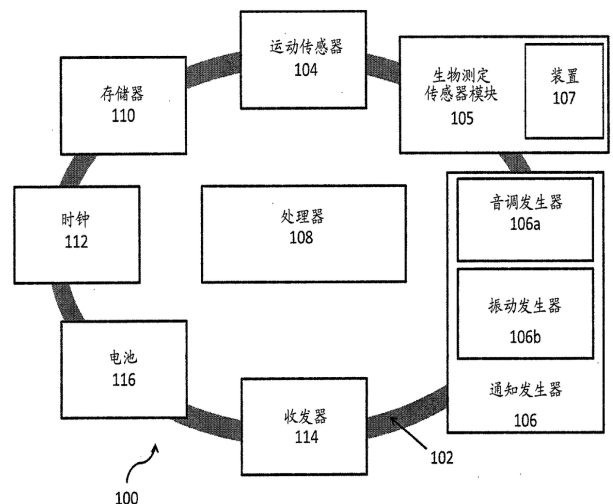 运动传感器
104
存储器
110
生物测定
传感器模块
105
装置
107
时钟
112
处理器
108
音调发生器
106a
振动发生器
106b
通知发生器
106
电池
116
收发器
114
102
100